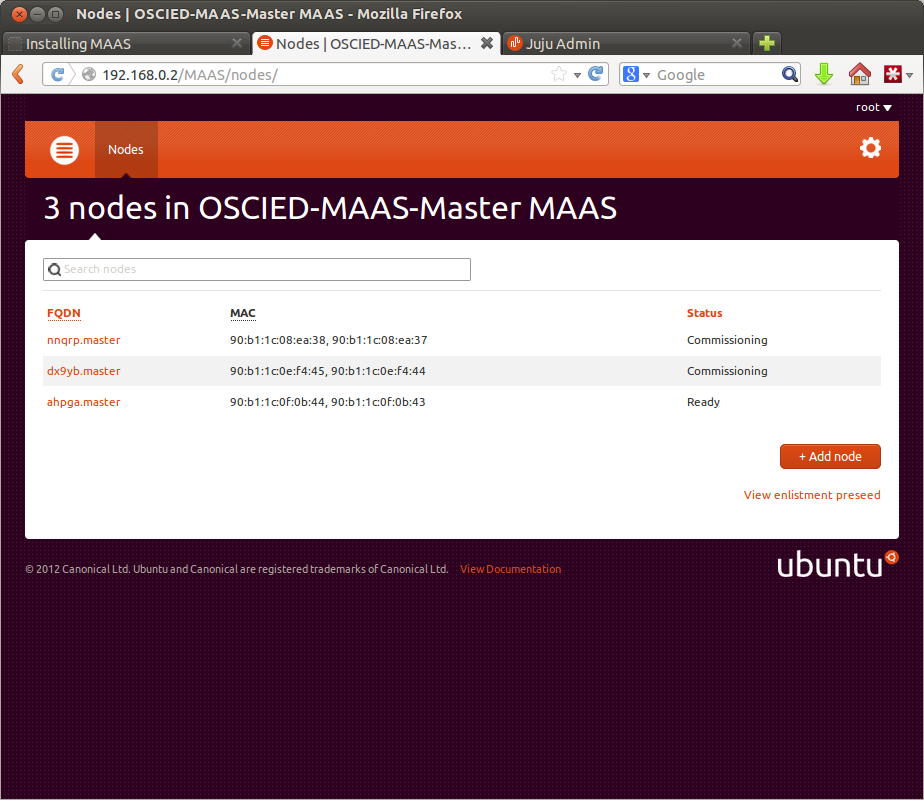 Nodes | OSCIED-MAAS-Master MAAS - Mozilla Firefox
Installing MAAS
Nodes | OSCIED-MAAS-Mas...
Juju Admin
192.168.0.2/MAAS/nodes/
Google
root
Nodes
3 nodes in OSCIED-MAAS-Master MAAS
Search nodes
FQDN MAC Status
nnqrp.master 90:b1:1c:08:ea:38, 90:b1:1c:08:ea:37 Commissioning
dx9yb.master 90:b1:1c:0e:f4:45, 90:b1:1c:0e:f4:44 Commissioning
ahpga.master 90:b1:1c:0f:0b:44, 90:b1:1c:0f:0b:43 Ready
+ Add node
View enlistment preseed
© 2012 Canonical Ltd. Ubuntu and Canonical are registered trademarks of Canonical Ltd. View Documentation
ubuntu